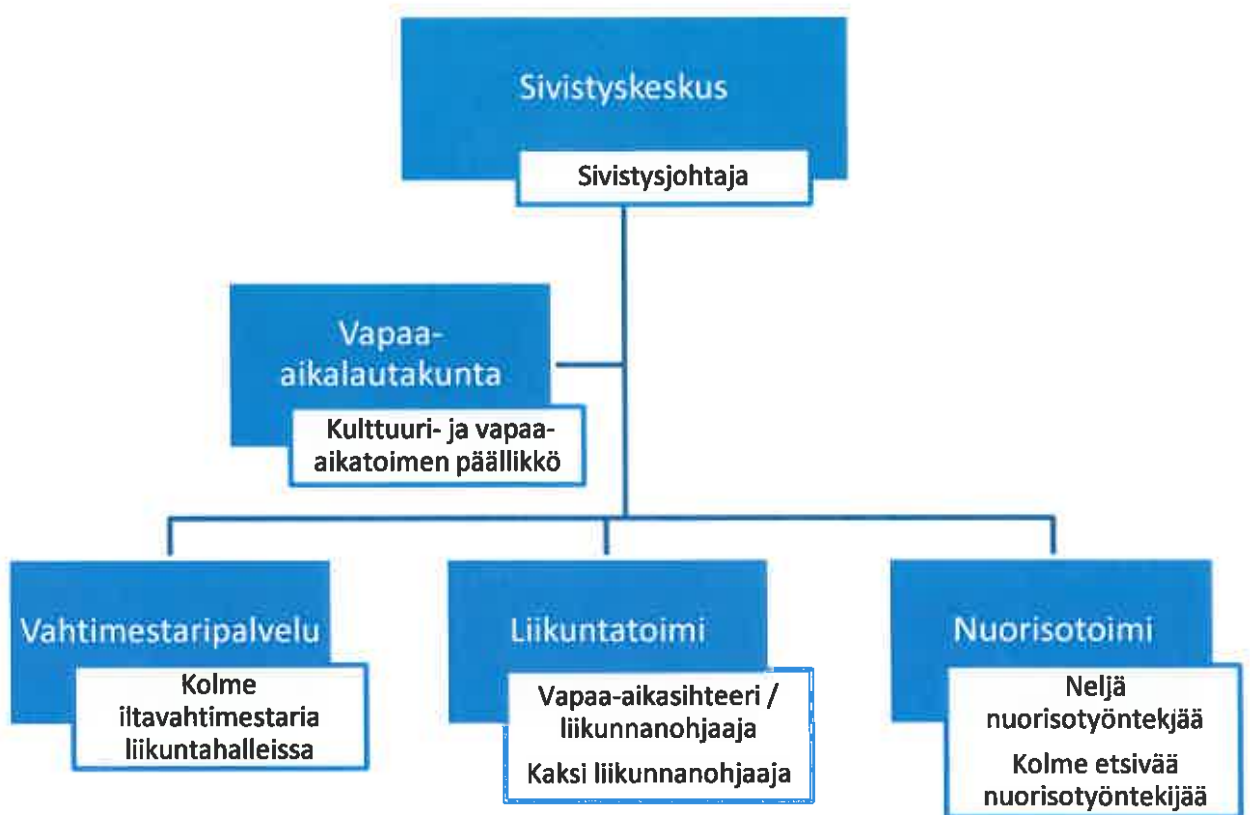 Sivistyskeskus
Sivistysjohtaja
Vapaa-
aikalautakunta
Kulttuuri- ja vapaa-
aikatoimen päällikkö
Vahtimestaripalvelu
Kolme
iltavahtimestaria
liikuntahalleissa
Liikuntatoimi
Vapaa-aikasihteeri /
liikunnanohjaaja
Kaksi liikunnanohjaaja
Nuorisotoimi
Neljä
nuorisotyöntekjää
Kolme etsivää
nuorisotyöntekijää